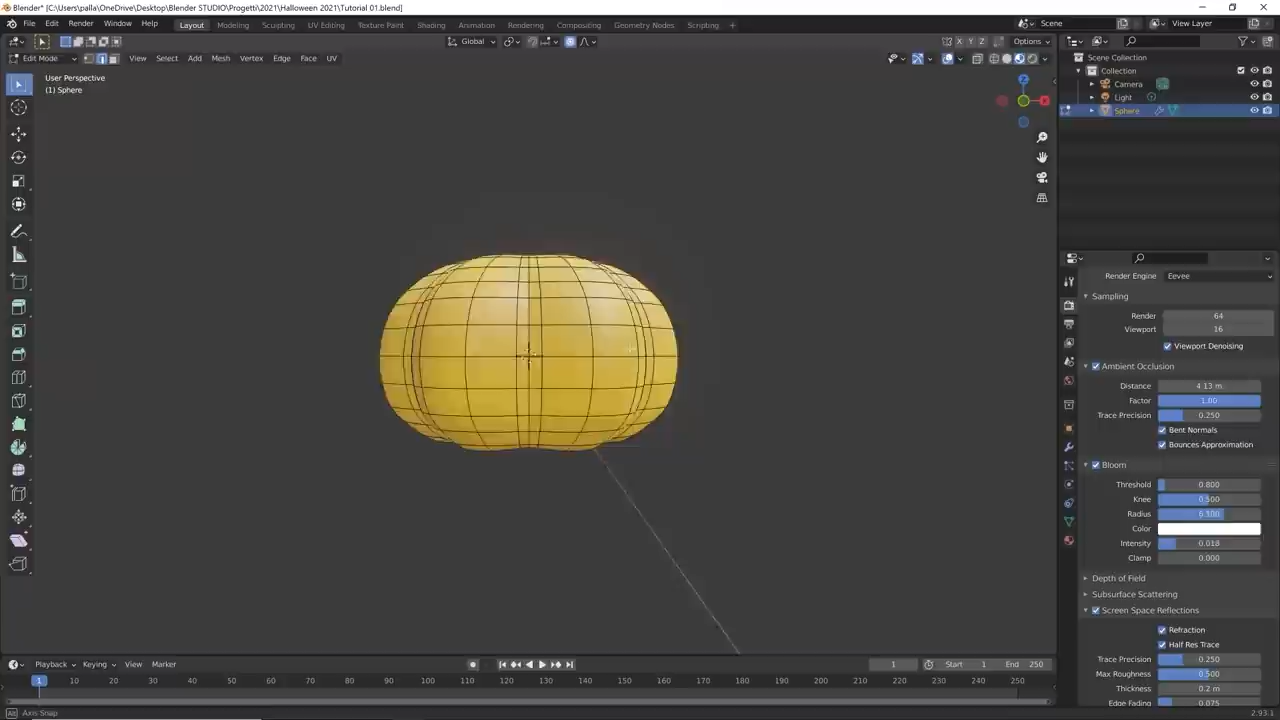 Blender* [C:\Users\palla\OneDrive\Desktop\Blender STUDIO\Progetti\2021\Halloween 2021\Tutorial 01.blend]
File Edit Render Window Help Layout Modeling Sculpting UV Editing Texture Paint Shading Animation Rendering Compositing Geometry Nodes Scripting Scene View Layer
Global X Y Z Options
Edit Mode View Select Add Mesh Vertex Edge Face UV
User Perspective
(1) Sphere
Z
X
Scene Collection
Collection
Camera
Light
Sphere
Render Engine Eevee
Sampling
Render 64
Viewport 16
Viewport Denoising
Ambient Occlusion
Distance 4.13 m
Factor 1.00
Trace Precision 0.250
Bent Normals
Bounces Approximation
Bloom
Threshold 0.800
Knee 0.500
Radius 6.100
Color
Intensity 0.018
Clamp 0.000
Depth of Field
Subsurface Scattering
Screen Space Reflections
Refraction
Half Res Trace
Trace Precision 0.250
Max Roughness 0.500
Thickness 0.2 m
Edge Fading 0.075
Playback Keying View Marker 1 Start 1 End 250
1 10 20 30 40 50 60 70 80 90 100 110 120 130 140 150 160 170 180 190 200 210 220 230 240 250
Axis Snap 2.93.1